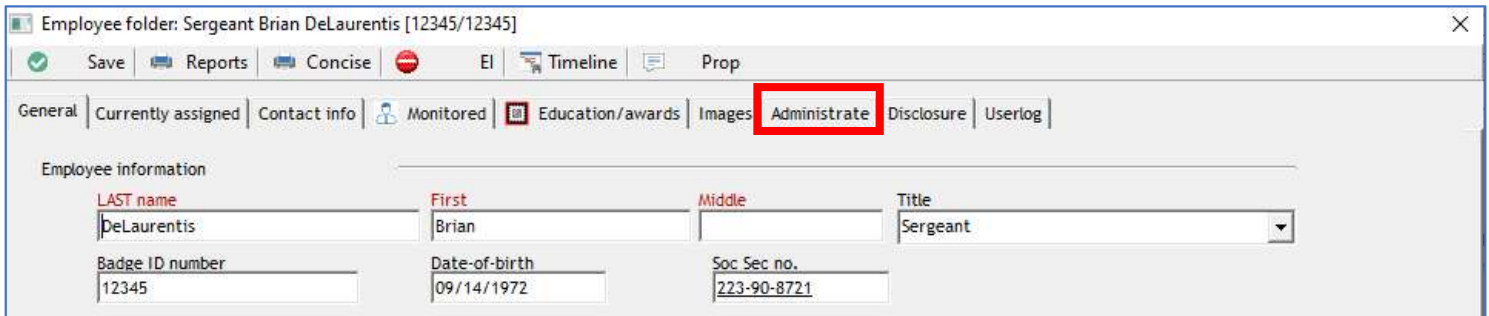 Employee folder: Sergeant Brian DeLaurentis [12345/12345]
Save Reports Concise EI Timeline Prop
General Currently assigned Contact info Monitored Education/awards Images Administrate Disclosure Userlog
Employee information
LAST name First Middle Title
DeLaurentis Brian Sergeant
Badge ID number Date-of-birth Soc Sec no.
12345 09/14/1972 223-90-8721